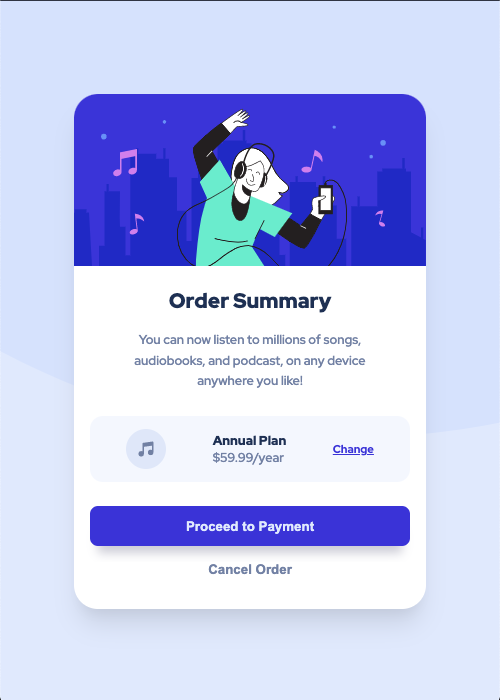 Order Summary
You can now listen to millions of songs,
audiobooks, and podcast, on any device
anywhere you like!
Annual Plan
$59.99/year
Change
Proceed to Payment
Cancel Order